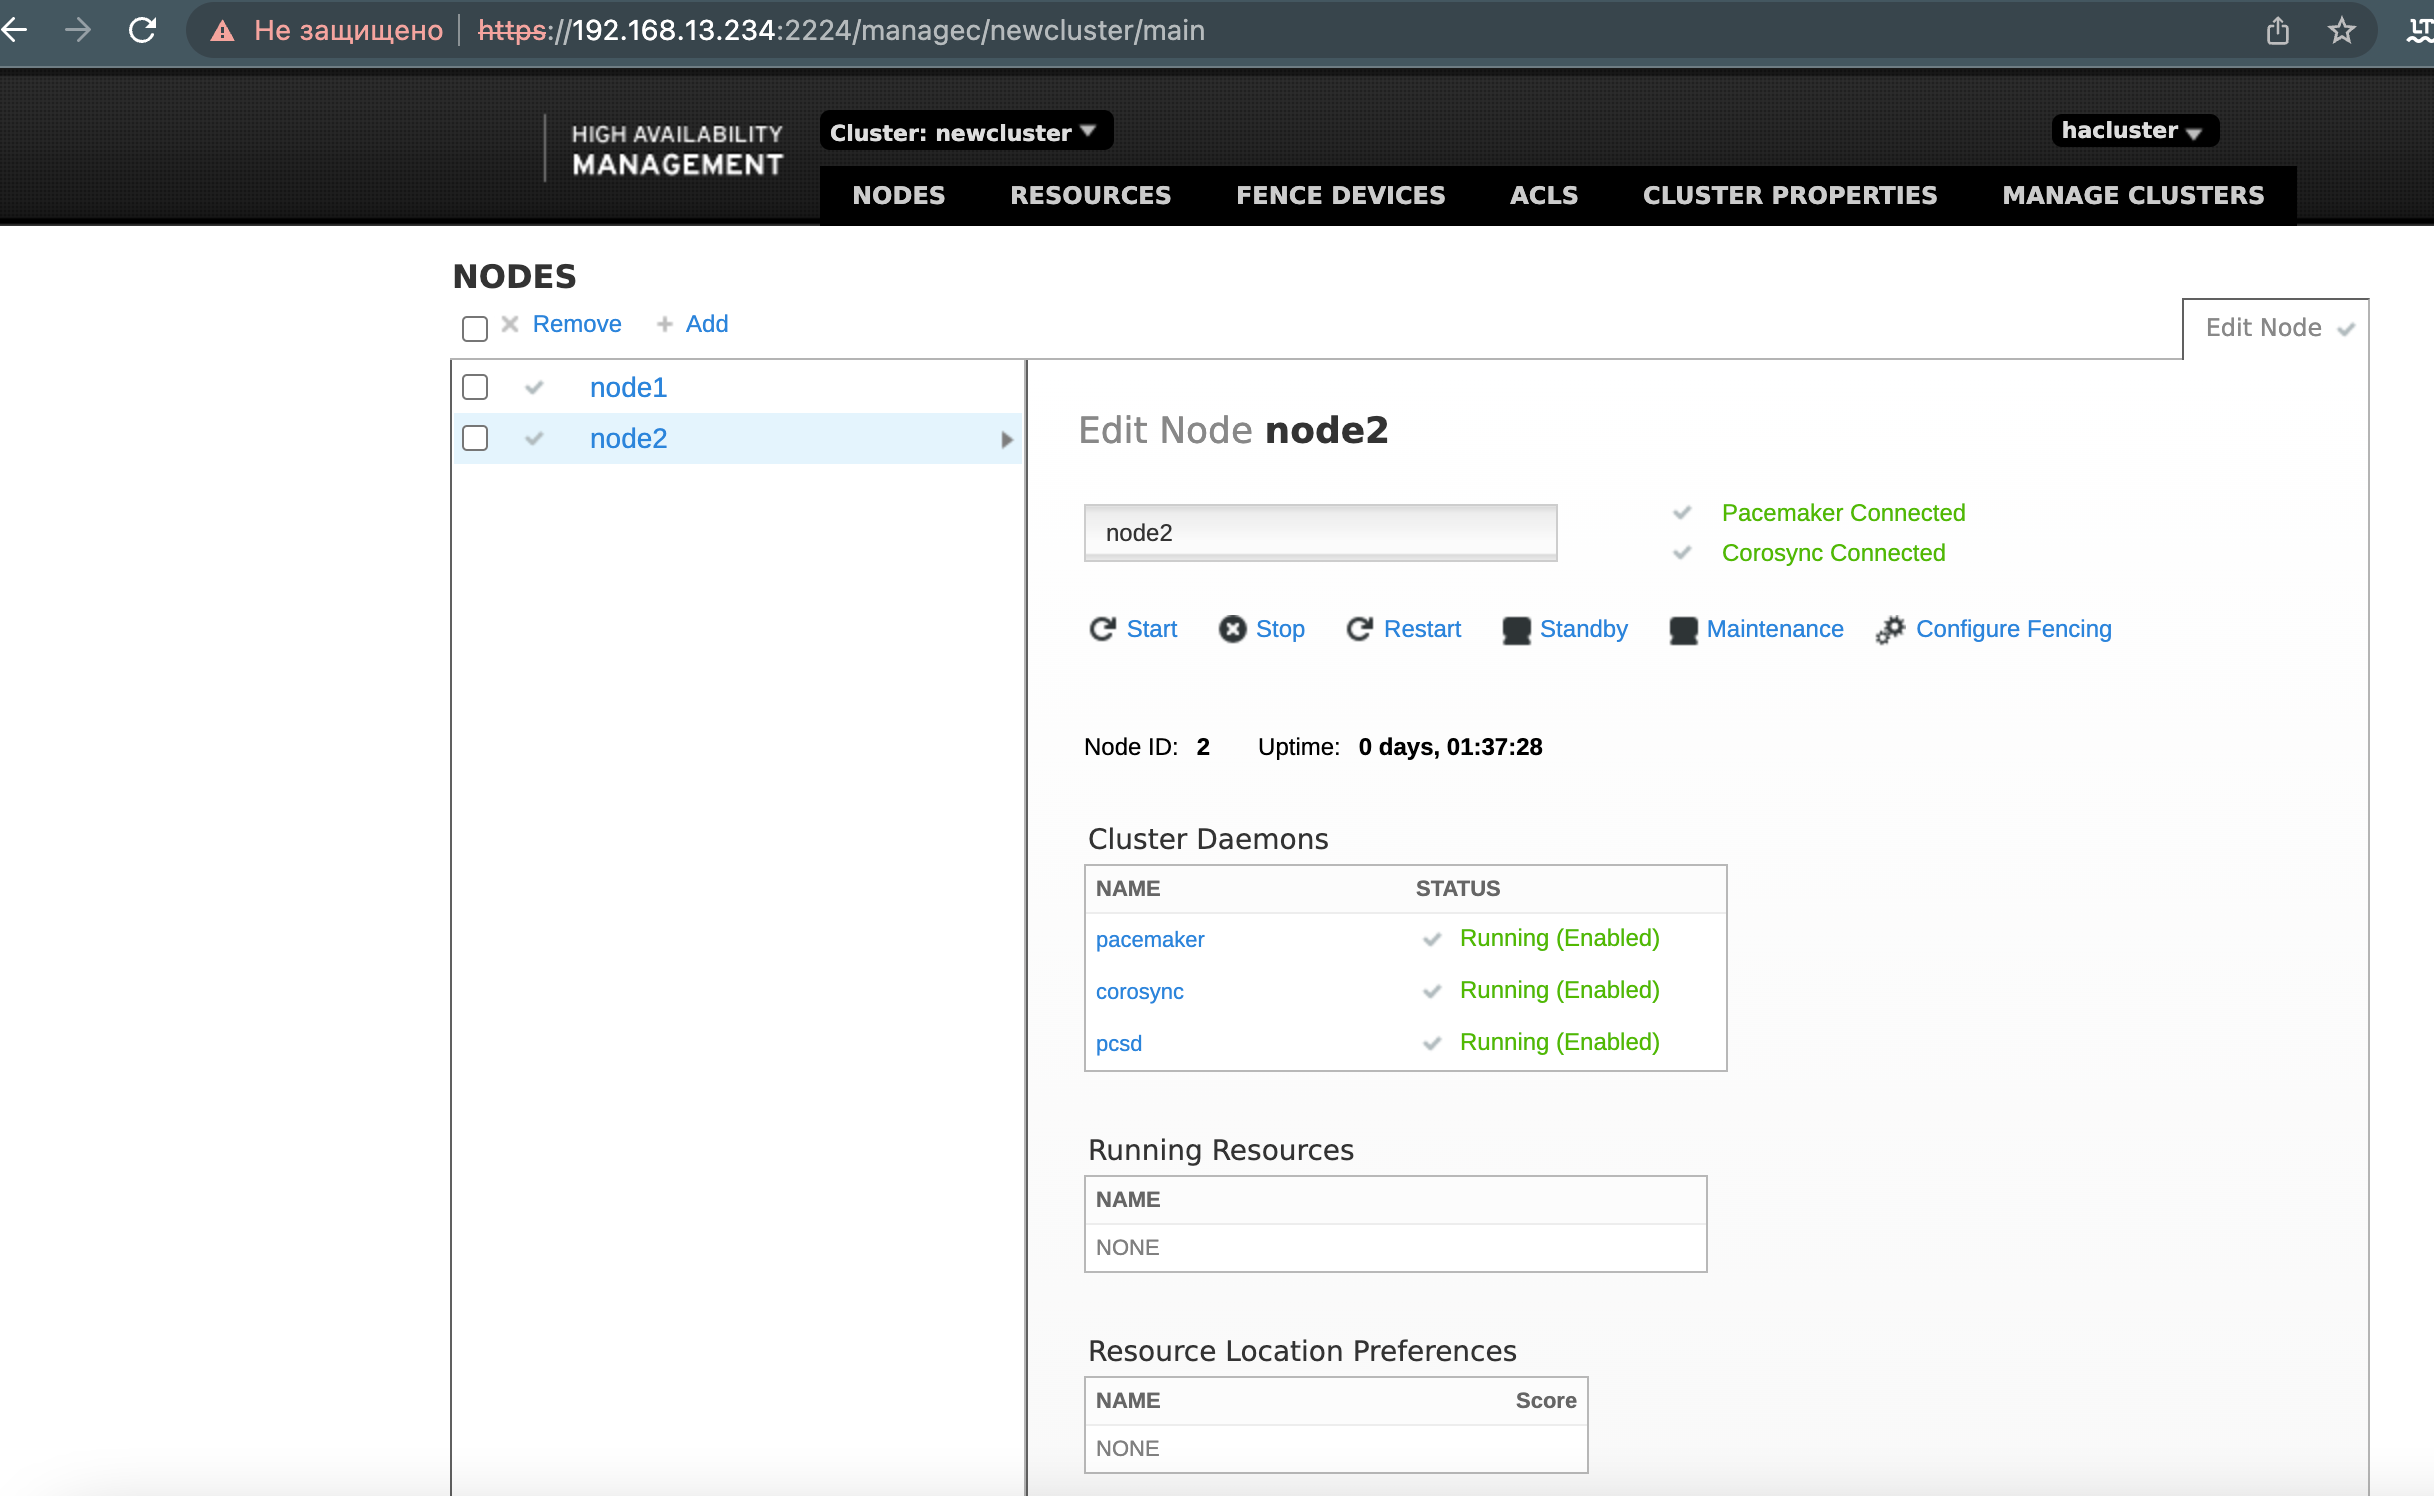 Не защищено https://192.168.13.234:2224/managec/newcluster/main
HIGH AVAILABILITY
MANAGEMENT
Cluster: newcluster
hacluster
NODES RESOURCES FENCE DEVICES ACLS CLUSTER PROPERTIES MANAGE CLUSTERS
NODES
Remove Add
Edit Node
node1
node2
Edit Node node2
node2
Pacemaker Connected
Corosync Connected
Start Stop Restart Standby Maintenance Configure Fencing
Node ID: 2 Uptime: 0 days, 01:37:28
Cluster Daemons
NAME STATUS
pacemaker Running (Enabled)
corosync Running (Enabled)
pcsd Running (Enabled)
Running Resources
NAME
NONE
Resource Location Preferences
NAME Score
NONE